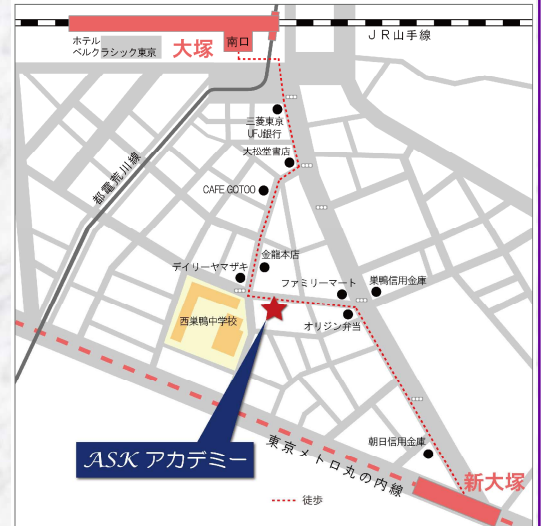 JR山手線
ホテル
ベルクラシック東京
大塚
南口
三菱東京
UFJ銀行
大松堂書店
都電荒川線
CAFE GOTOO
金龍本店
デイリーヤマザキ
ファミリーマート
巣鴨信用金庫
西巣鴨中学校
オリジン弁当
朝日信用金庫
ASK アカデミー
東京メトロ丸の内線
新大塚
徒歩